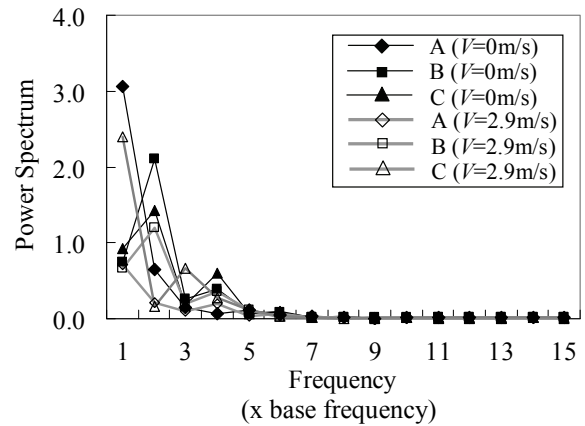 4.0
3.0
2.0
1.0
0.0
Power Spectrum
A (V=0m/s)
B (V=0m/s)
C (V=0m/s)
A (V=2.9m/s)
B (V=2.9m/s)
C (V=2.9m/s)
1 3 5 7 9 11 13 15
Frequency
(x base frequency)